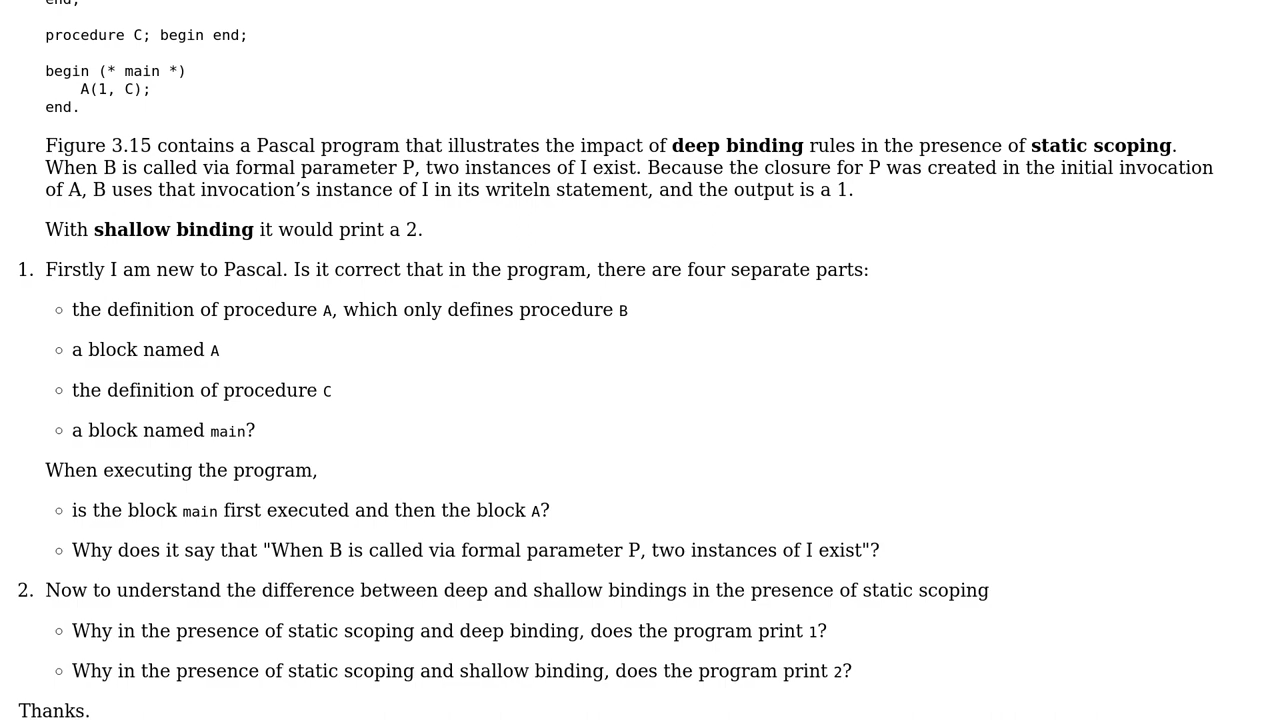 end;
procedure C; begin end;
begin (* main *)
A(1, C);
end.
Figure 3.15 contains a Pascal program that illustrates the impact of deep binding rules in the presence of static scoping.
When B is called via formal parameter P, two instances of I exist. Because the closure for P was created in the initial invocation
of A, B uses that invocation’s instance of I in its writeln statement, and the output is a 1.
With shallow binding it would print a 2.
1. Firstly I am new to Pascal. Is it correct that in the program, there are four separate parts:
◦ the definition of procedure A, which only defines procedure B
◦ a block named A
◦ the definition of procedure C
◦ a block named main?
When executing the program,
◦ is the block main first executed and then the block A?
◦ Why does it say that "When B is called via formal parameter P, two instances of I exist"?
2. Now to understand the difference between deep and shallow bindings in the presence of static scoping
◦ Why in the presence of static scoping and deep binding, does the program print 1?
◦ Why in the presence of static scoping and shallow binding, does the program print 2?
Thanks.